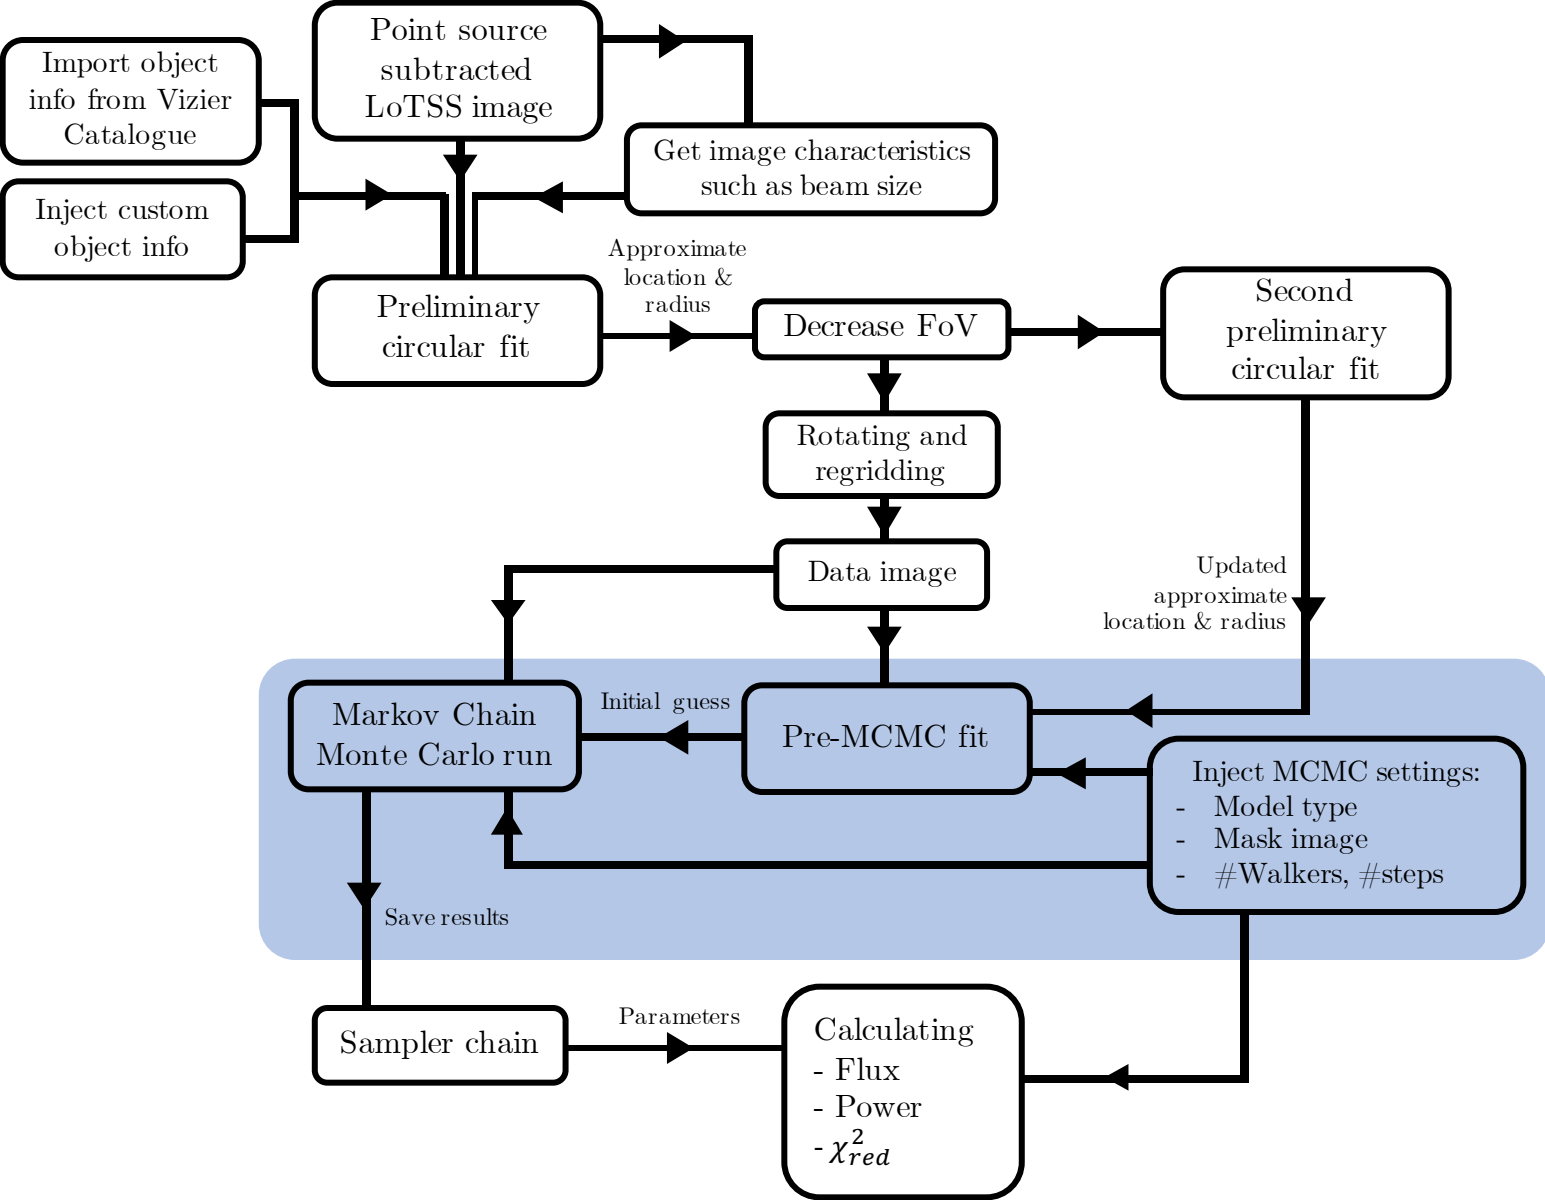 Point source
subtracted
LoTSS image
Import object
info from Vizier
Catalogue
Get image characteristics
such as beam size
Inject custom
object info
Approximate
location &
radius
Preliminary
circular fit
Decrease FoV
Second
preliminary
circular fit
Rotating and
regridding
Data image
Updated
approximate
location & radius
Markov Chain
Monte Carlo run
Initial guess
Pre-MCMC fit
Inject MCMC settings:
- Model type
- Mask image
- #Walkers, #steps
Save results
Sampler chain
Parameters
Calculating
- Flux
- Power
- χ²_red